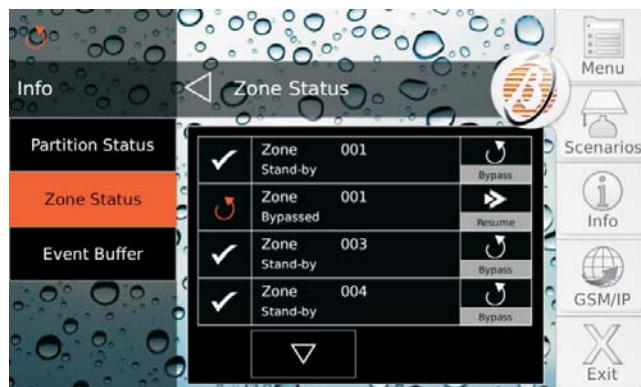 Info
Zone Status
Menu
Partition Status
Zone Status
Event Buffer
Zone 001
Stand-by
Bypass
Zone 001
Bypassed
Resume
Zone 003
Stand-by
Bypass
Zone 004
Stand-by
Bypass
Scenarios
Info
GSM/IP
Exit